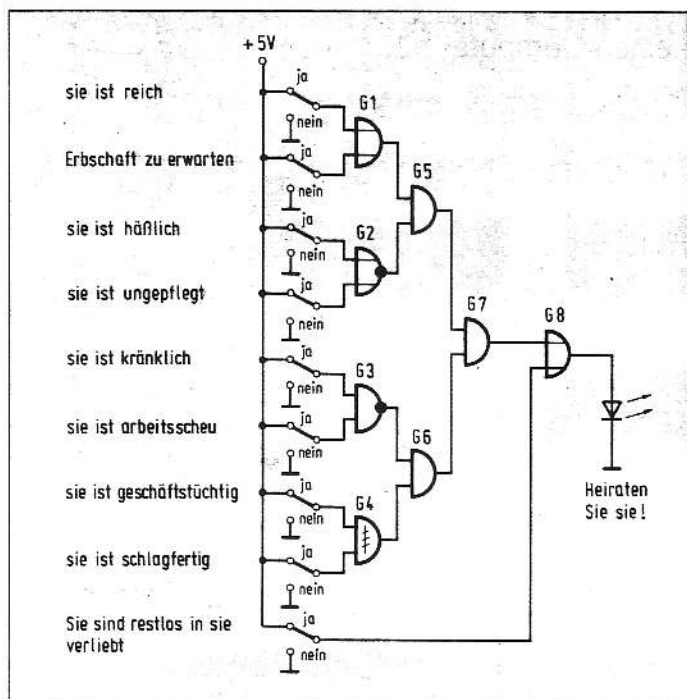 +5V
sie ist reich
ja
nein
G1
Erbschaft zu erwarten
ja
nein
G5
sie ist häßlich
ja
nein
G2
sie ist ungepflegt
ja
nein
G7
G8
sie ist kränklich
ja
nein
G3
sie ist arbeitsscheu
ja
nein
G6
sie ist geschäftstüchtig
ja
nein
G4
sie ist schlagfertig
ja
nein
Heiraten
Sie sie!
Sie sind restlos in sie
verliebt
ja
nein